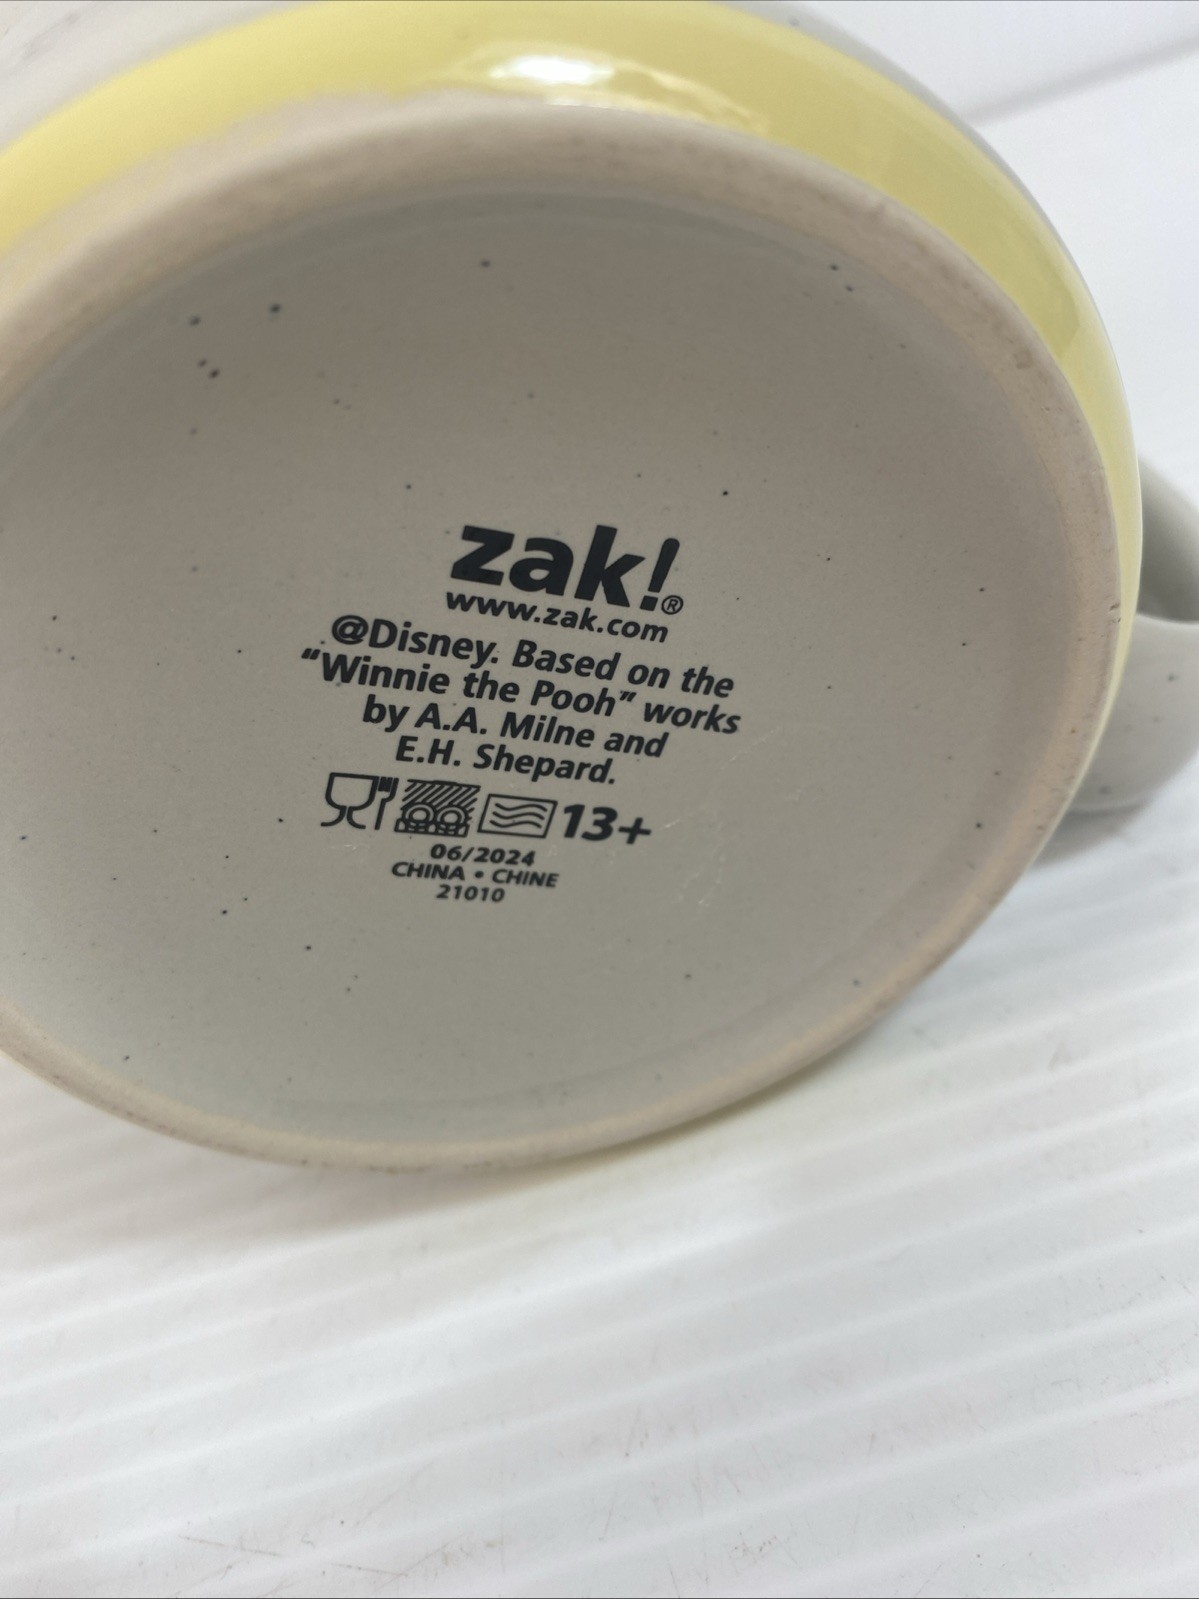 zak!®
www.zak.com
@Disney. Based on the
“Winnie the Pooh” works
by A.A. Milne and
E.H. Shepard.
13+
06/2024
CHINA • CHINE
21010